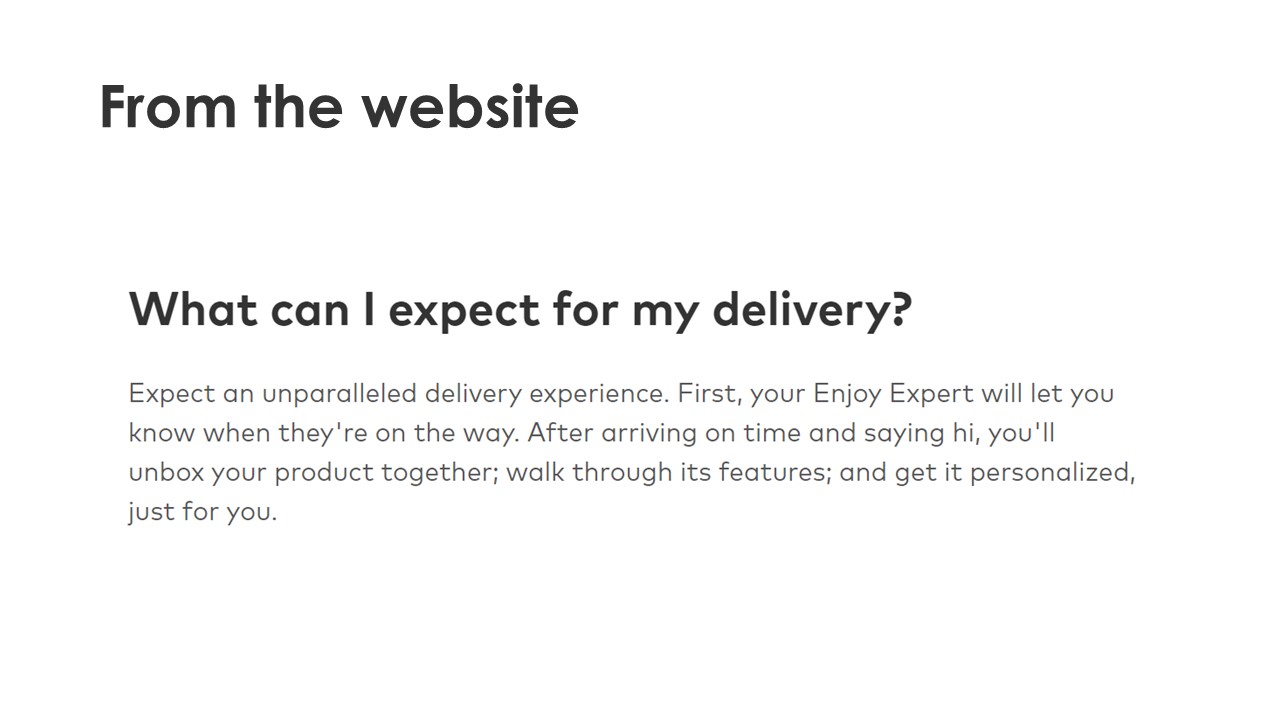 From the website
What can I expect for my delivery?
Expect an unparalleled delivery experience. First, your Enjoy Expert will let you
know when they're on the way. After arriving on time and saying hi, you'll
unbox your product together; walk through its features; and get it personalized,
just for you.